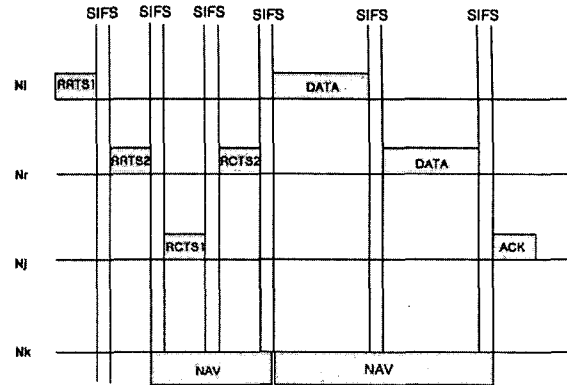 SIFS SIFS SIFS SIFS SIFS SIFS
Ni RRTS1 DATA
Nr RRTS2 RCTS2 DATA
Nj RCTS1 ACK
Nk NAV NAV